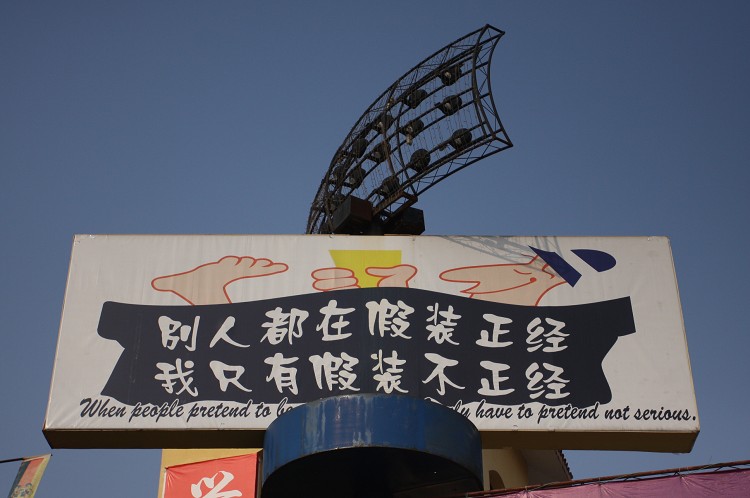 别人都在假装正经
我只有假装不正经
When people pretend to be have to pretend not serious.